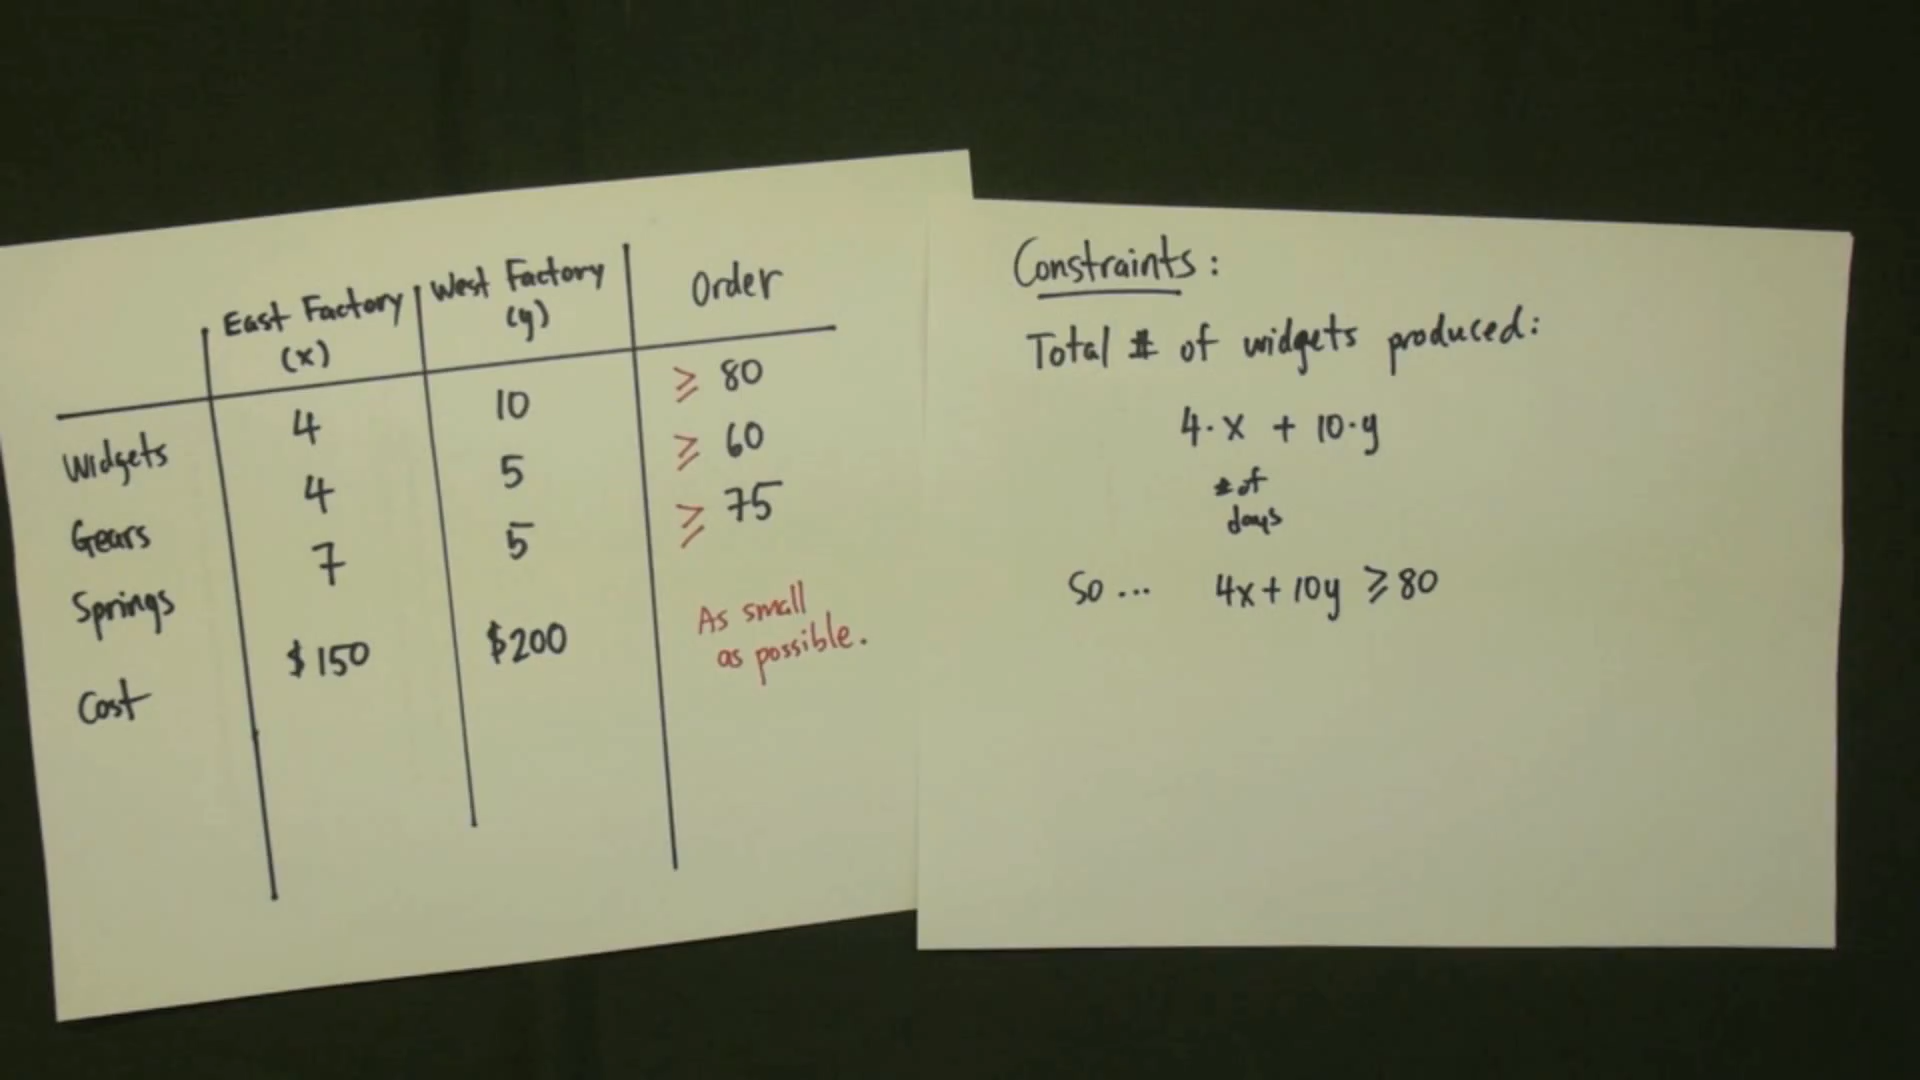 East Factory (x) West Factory (y) Order
Widgets 4 10 ≥ 80
Gears 4 5 ≥ 60
Springs 7 5 ≥ 75
Cost $150 $200 As small as possible.
Constraints:
Total # of widgets produced:
4·x + 10·y
# of
days
So... 4x + 10y ≥ 80